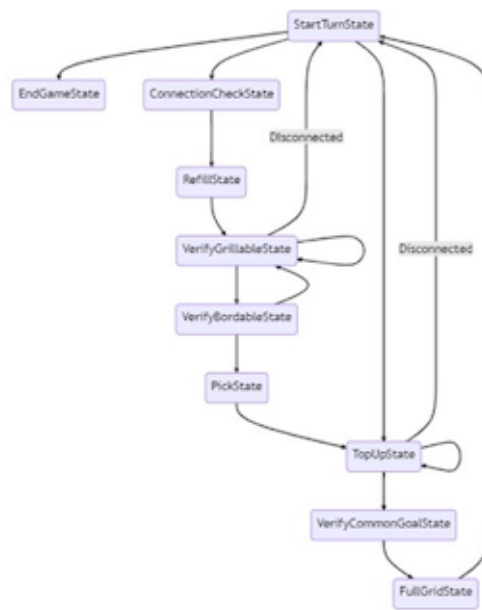 StartTurnState
EndGameState
ConnectionCheckState
Disconnected
RefillState
VerifyGrillableState
Disconnected
VerifyBordableState
PickState
TopUpState
VerifyCommonGoalState
FullGridState